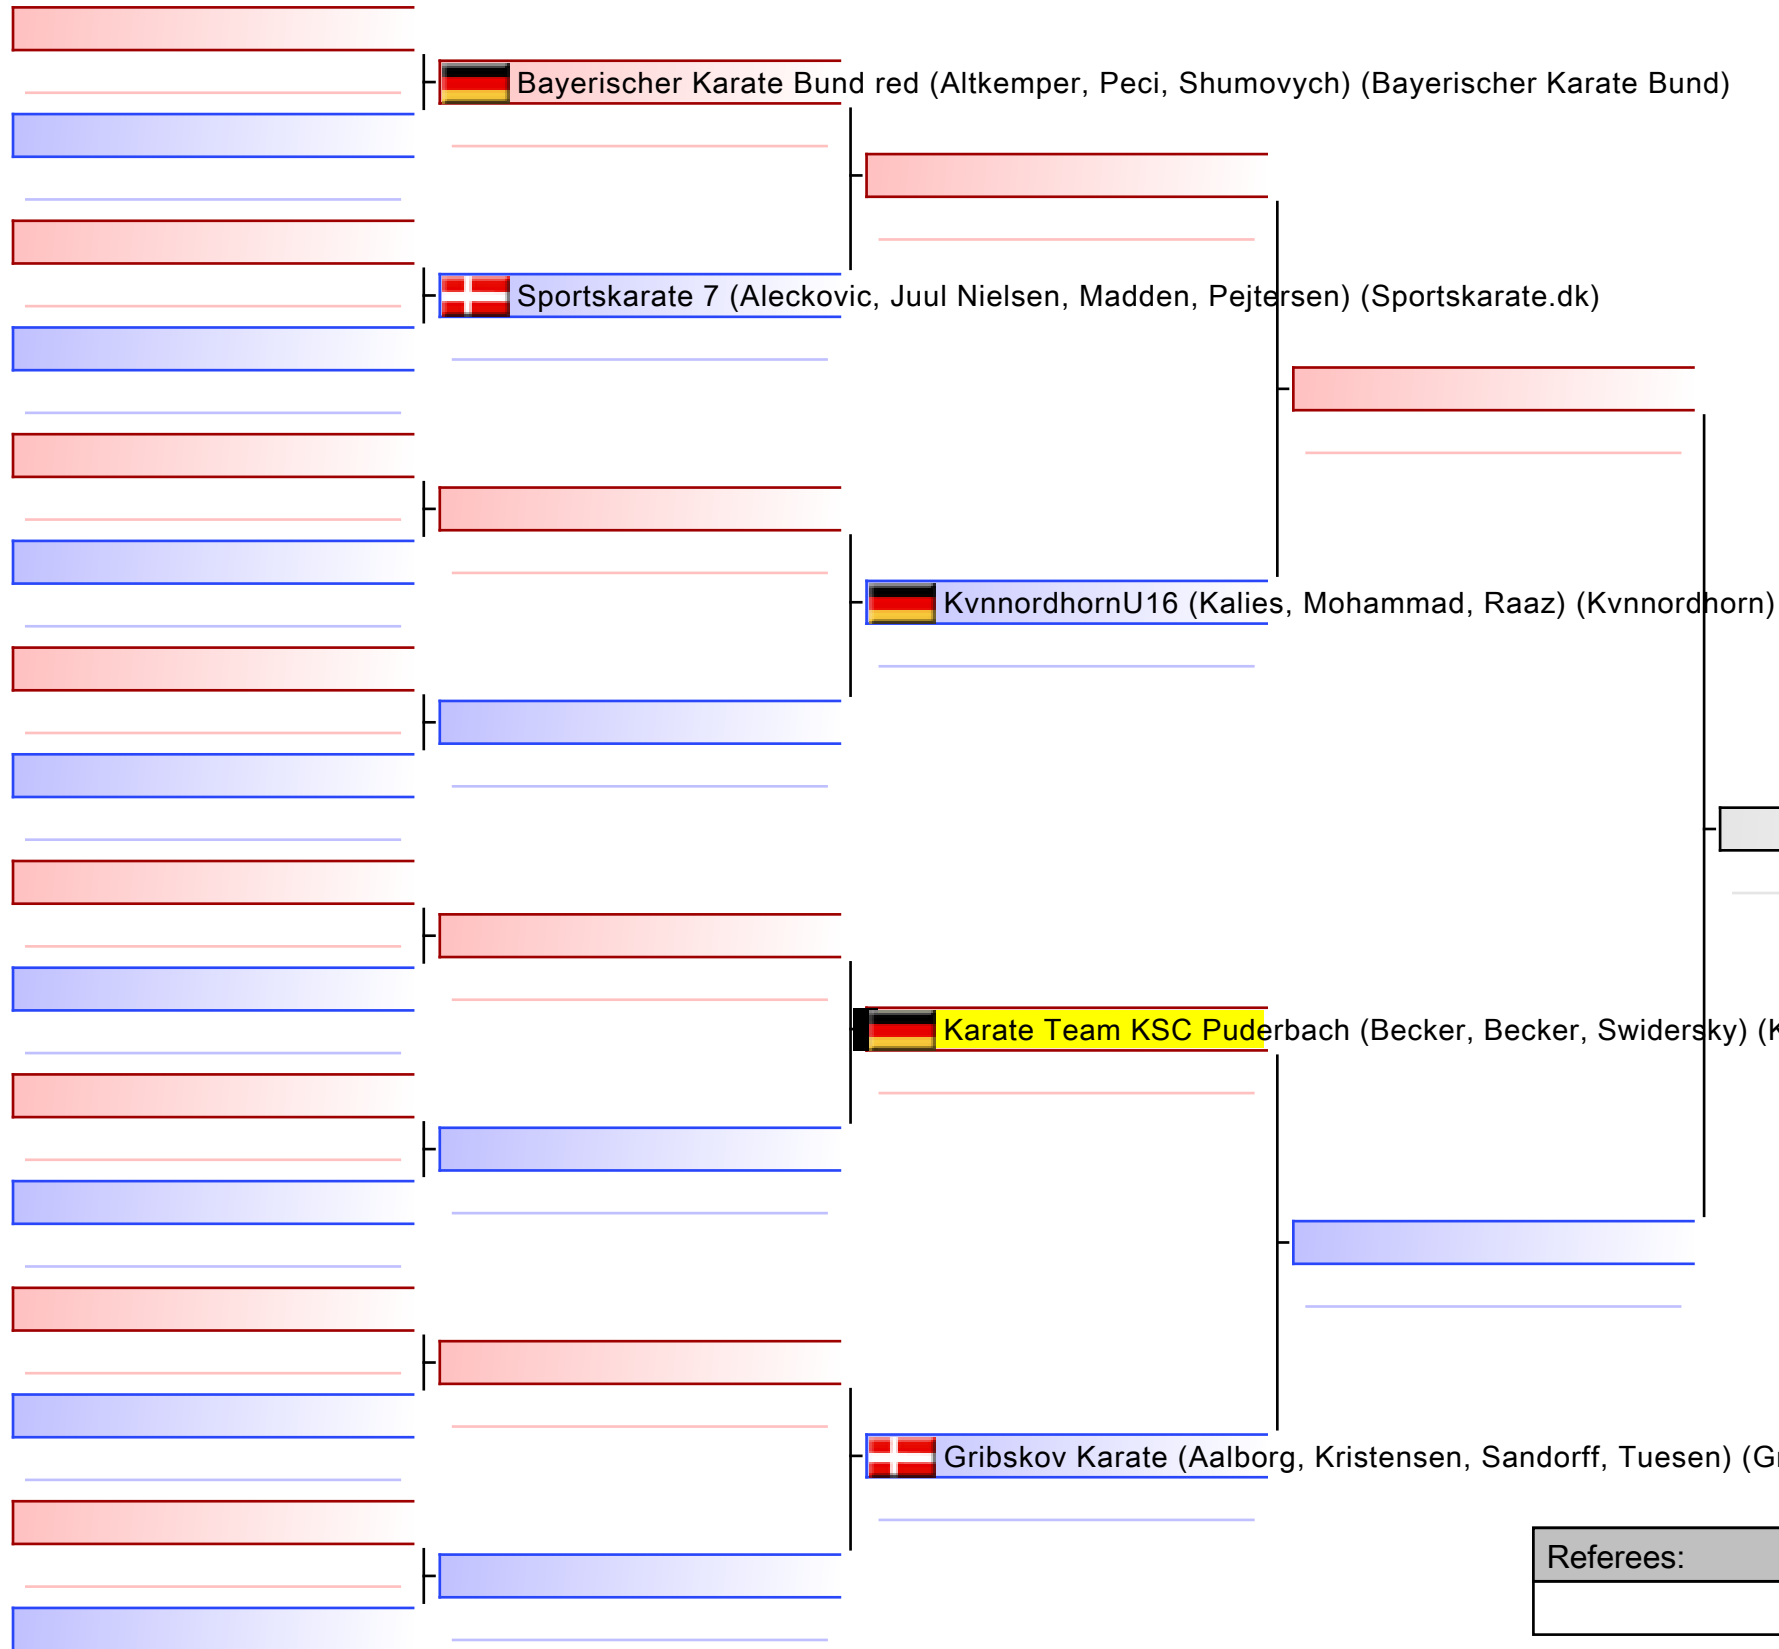 Bayerischer Karate Bund red (Altkemper, Peci, Shumovych) (Bayerischer Karate Bund)
Sportskarate 7 (Aleckovic, Juul Nielsen, Madden, Pejtersen) (Sportskarate.dk)
KvnnordhornU16 (Kalies, Mohammad, Raaz) (Kvnnordhorn)
Karate Team KSC Puderbach (Becker, Becker, Swidersky) (
Gribskov Karate (Aalborg, Kristensen, Sandorff, Tuesen) (
Referees: